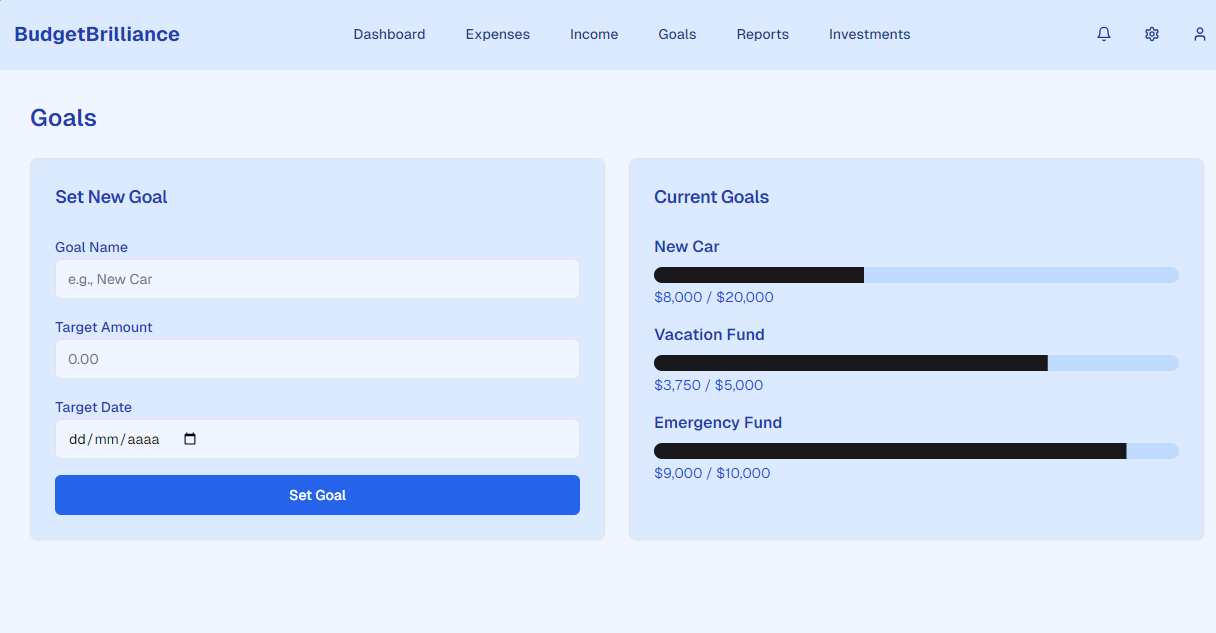 BudgetBrilliance
Dashboard Expenses Income Goals Reports Investments
Goals
Set New Goal
Goal Name
e.g., New Car
Target Amount
0.00
Target Date
dd/mm/aaaa
Set Goal
Current Goals
New Car
$8,000 / $20,000
Vacation Fund
$3,750 / $5,000
Emergency Fund
$9,000 / $10,000